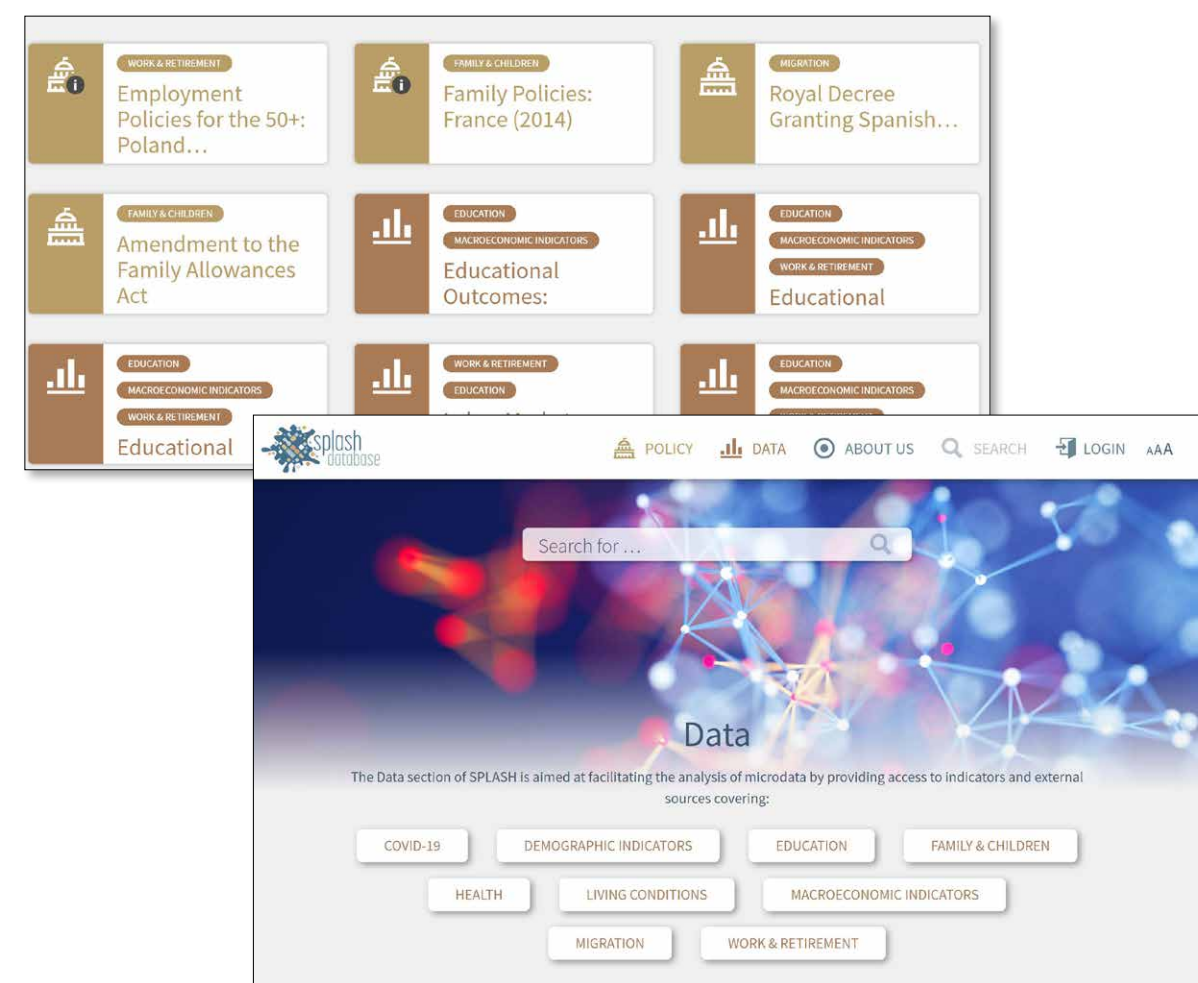 WORK & RETIREMENT
Employment
Policies for the 50+:
Poland...
FAMILY & CHILDREN
Family Policies:
France (2014)
MIGRATION
Royal Decree
Granting Spanish...
FAMILY & CHILDREN
Amendment to the
Family Allowances
Act
EDUCATION
MACROECONOMIC INDICATORS
Educational
Outcomes:
EDUCATION
MACROECONOMIC INDICATORS
WORK & RETIREMENT
Educational
EDUCATION
MACROECONOMIC INDICATORS
WORK & RETIREMENT
Educational
WORK & RETIREMENT
EDUCATION
EDUCATION
MACROECONOMIC INDICATORS
splash
database
POLICY DATA ABOUT US SEARCH LOGIN AAA
Search for ...
Data
The Data section of SPLASH is aimed at facilitating the analysis of microdata by providing access to indicators and external
sources covering:
COVID-19 DEMOGRAPHIC INDICATORS EDUCATION FAMILY & CHILDREN
HEALTH LIVING CONDITIONS MACROECONOMIC INDICATORS
MIGRATION WORK & RETIREMENT